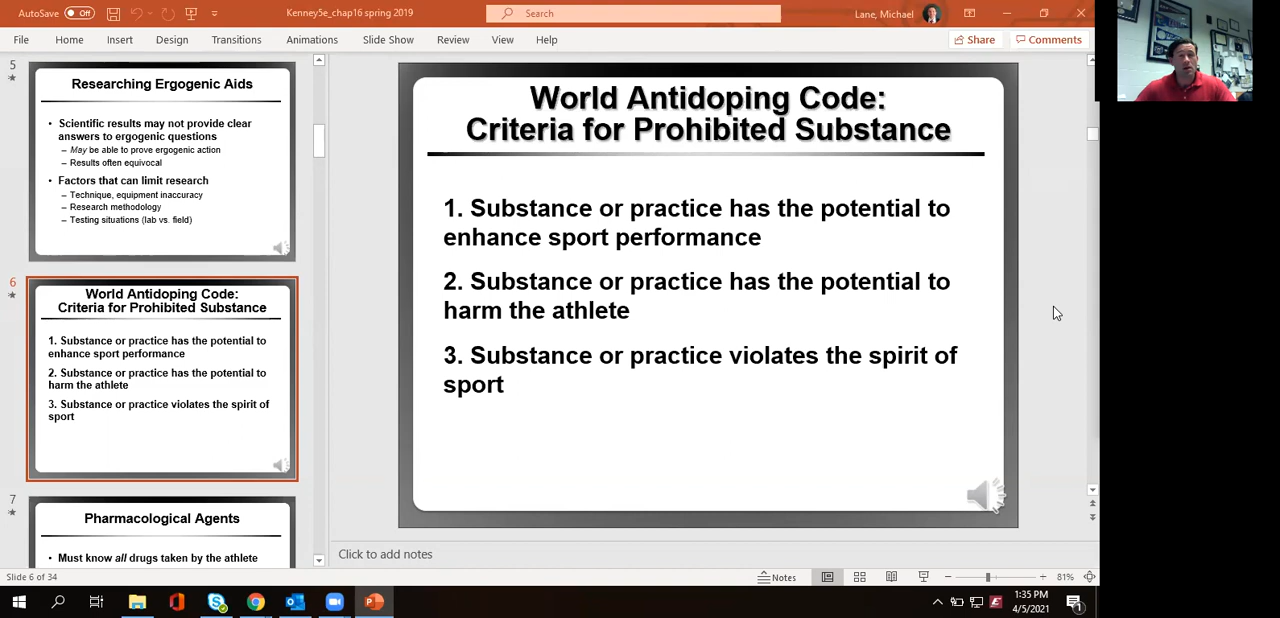 AutoSave
Off
Kenney5e_chap16 spring 2019
Search
Lane, Michael
File
Home
Insert
Design
Transitions
Animations
Slide Show
Review
View
Help
Share
Comments
5
Researching Ergogenic Aids
• Scientific results may not provide clear
answers to ergogenic questions
– May be able to prove ergogenic action
– Results often equivocal
• Factors that can limit research
– Technique, equipment inaccuracy
– Research methodology
– Testing situations (lab vs. field)
6
World Antidoping Code:
Criteria for Prohibited Substance
1. Substance or practice has the potential to
enhance sport performance
2. Substance or practice has the potential to
harm the athlete
3. Substance or practice violates the spirit of
sport
7
Pharmacological Agents
• Must know all drugs taken by the athlete
World Antidoping Code:
Criteria for Prohibited Substance
1. Substance or practice has the potential to
enhance sport performance
2. Substance or practice has the potential to
harm the athlete
3. Substance or practice violates the spirit of
sport
Click to add notes
Slide 6 of 34
Notes
81%
1:35 PM
4/5/2021
1